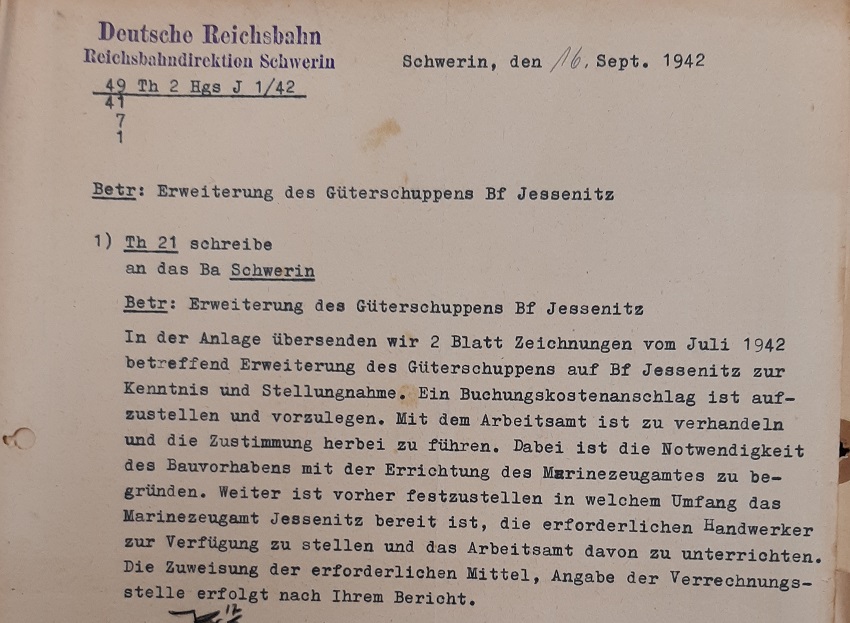 Deutsche Reichsbahn
Reichsbahndirektion Schwerin
Schwerin, den 16. Sept. 1942
49 Th 2 Hgs J 1/42
41
7
1
Betr: Erweiterung des Güterschuppens Bf Jessenitz
1) Th 21 schreibe
an das Ba Schwerin
Betr: Erweiterung des Güterschuppens Bf Jessenitz
In der Anlage übersenden wir 2 Blatt Zeichnungen vom Juli 1942
betreffend Erweiterung des Güterschuppens auf Bf Jessenitz zur
Kenntnis und Stellungnahme. Ein Buchungskostenanschlag ist auf-
zustellen und vorzulegen. Mit dem Arbeitsamt ist zu verhandeln
und die Zustimmung herbei zu führen. Dabei ist die Notwendigkeit
des Bauvorhabens mit der Errichtung des Marinezeugamtes zu be-
gründen. Weiter ist vorher festzustellen in welchem Umfang das
Marinezeugamt Jessenitz bereit ist, die erforderlichen Handwerker
zur Verfügung zu stellen und das Arbeitsamt davon zu unterrichten.
Die Zuweisung der erforderlichen Mittel, Angabe der Verrechnungs-
stelle erfolgt nach Ihrem Bericht.